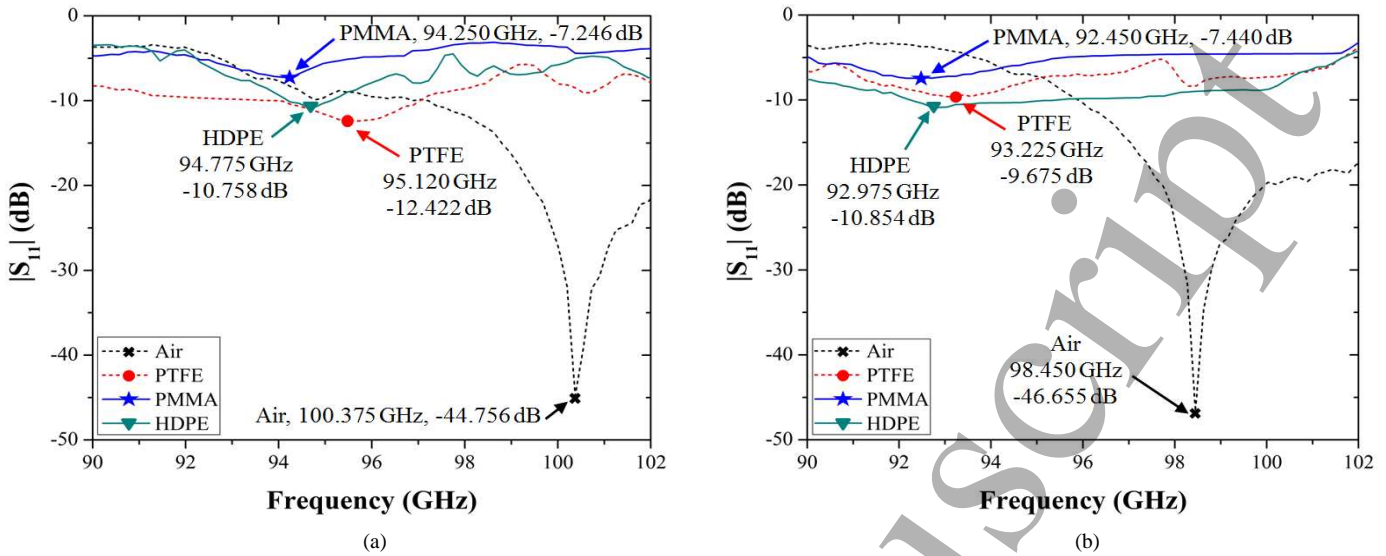 0
-10
-20
-30
-40
-50
|S11| (dB)
PMMA, 94.250 GHz, -7.246 dB
HDPE
94.775 GHz
-10.758 dB
PTFE
95.120 GHz
-12.422 dB
Air, 100.375 GHz, -44.756 dB
Air
PTFE
PMMA
HDPE
90 92 94 96 98 100 102
Frequency (GHz)
(a)
0
-10
-20
-30
-40
-50
|S11| (dB)
PMMA, 92.450 GHz, -7.440 dB
HDPE
92.975 GHz
-10.854 dB
PTFE
93.225 GHz
-9.675 dB
Air
98.450 GHz
-46.655 dB
Air
PTFE
PMMA
HDPE
90 92 94 96 98 100 102
Frequency (GHz)
(b)
script